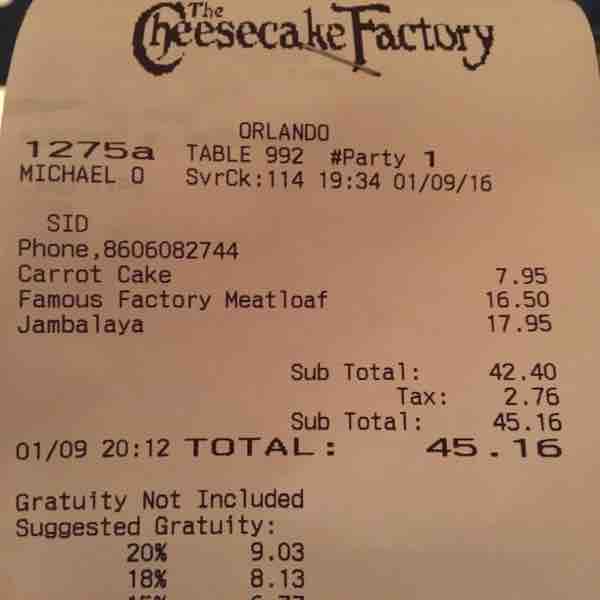 The Cheesecake Factory
ORLANDO
1275a TABLE 992 #Party 1
MICHAEL O SvrCk:114 19:34 01/09/16
SID
Phone,8606082744
Carrot Cake 7.95
Famous Factory Meatloaf 16.50
Jambalaya 17.95
Sub Total: 42.40
Tax: 2.76
Sub Total: 45.16
01/09 20:12 TOTAL: 45.16
Gratuity Not Included
Suggested Gratuity:
20% 9.03
18% 8.13
15% 6.77